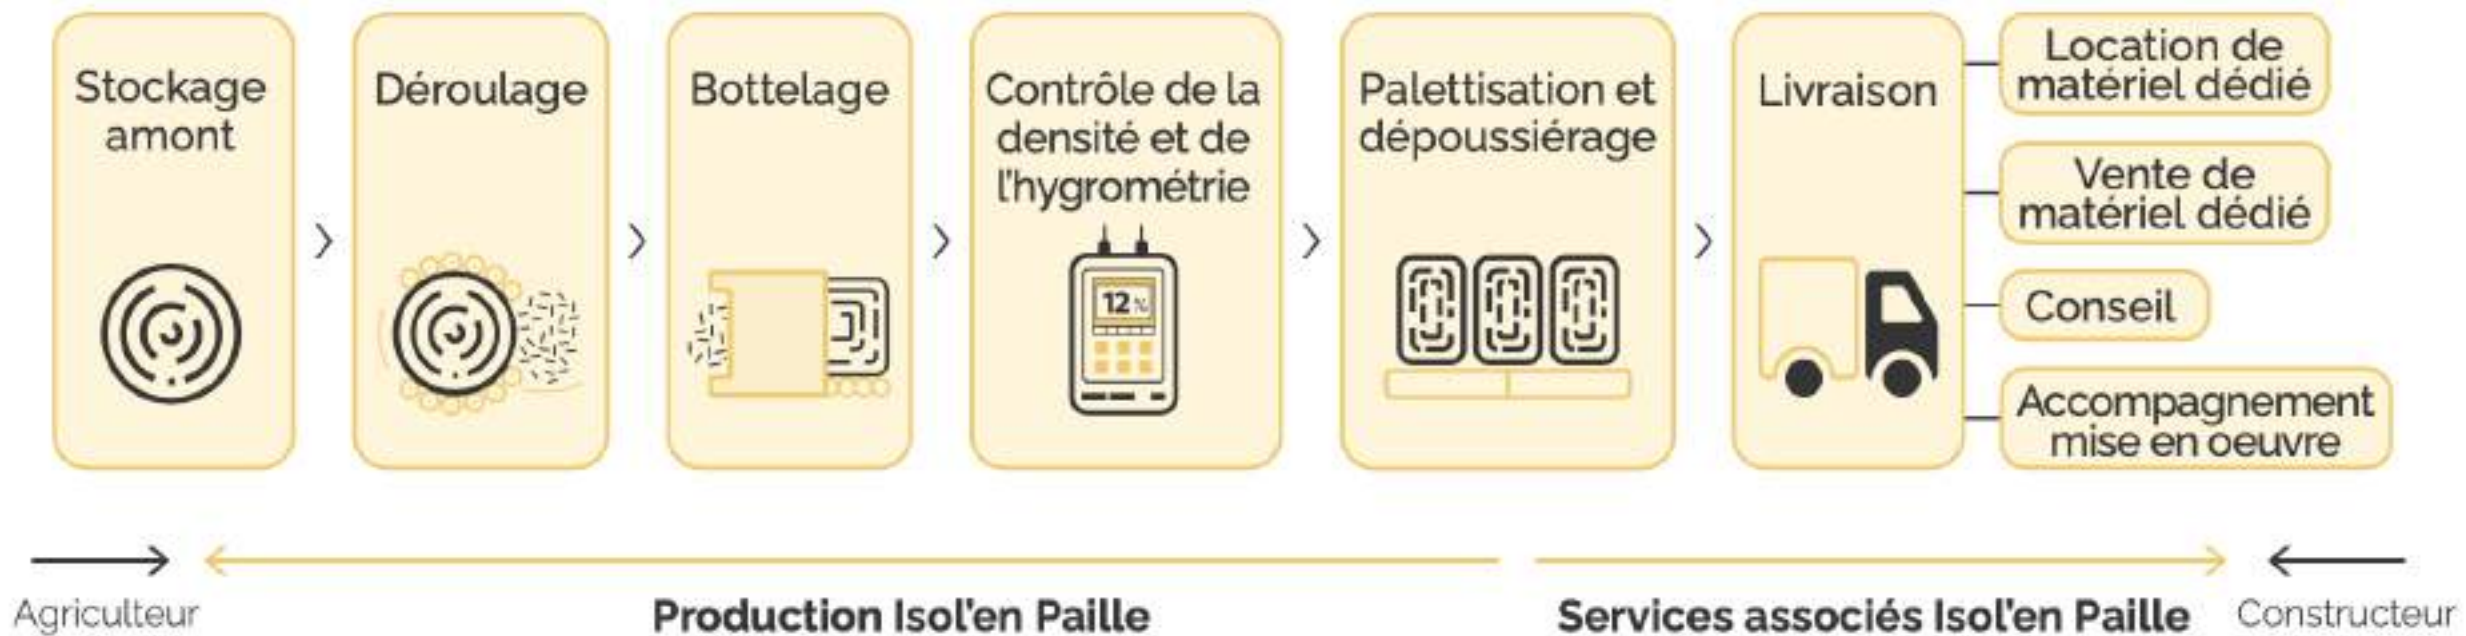 Stockage
amont
Déroulage
Bottelage
Contrôle de la
densité et de
l'hygrométrie
12%
Palettisation et
dépoussiérage
Livraison
Location de
matériel dédié
Vente de
matériel dédié
Conseil
Accompagnement
mise en oeuvre
Agriculteur
Production Isol'en Paille
Services associés Isol'en Paille
Constructeur